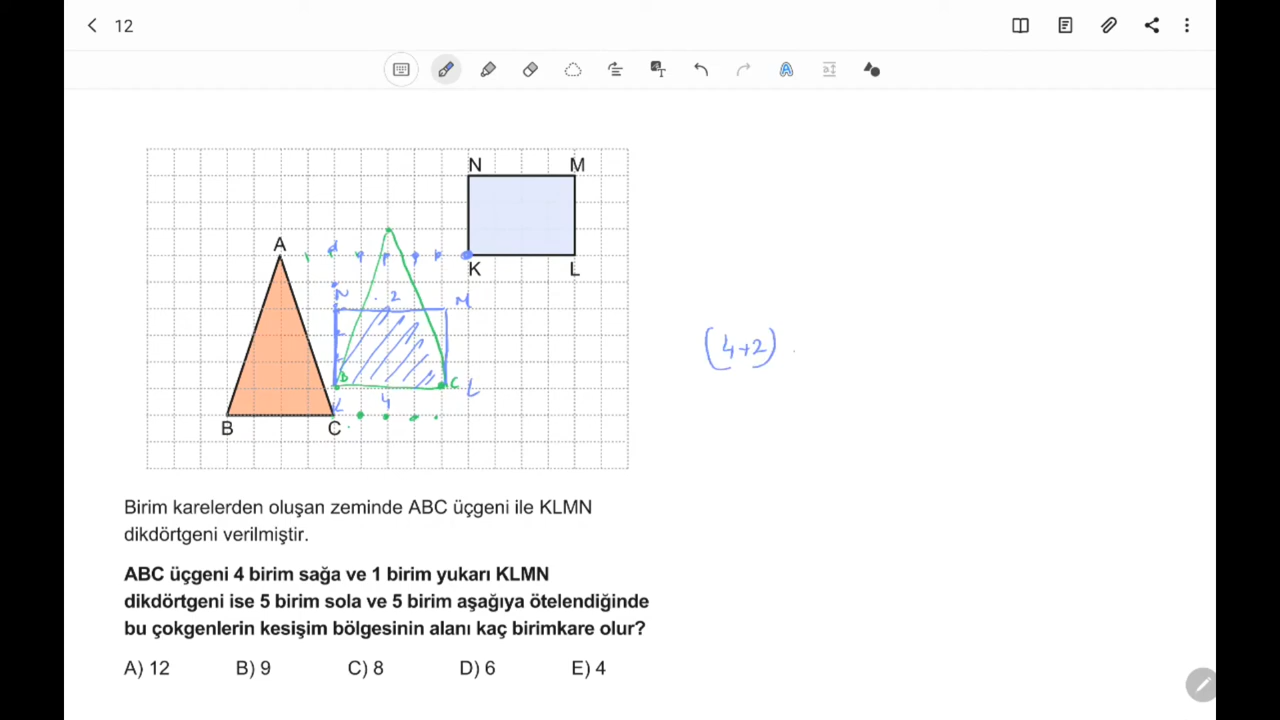 12
N M
A
K L
N 2 M
B C
K 4 L
B C
(4+2)
Birim karelerden oluşan zeminde ABC üçgeni ile KLMN
dikdörtgeni verilmiştir.
ABC üçgeni 4 birim sağa ve 1 birim yukarı KLMN
dikdörtgeni ise 5 birim sola ve 5 birim aşağıya ötelendiğinde
bu çokgenlerin kesişim bölgesinin alanı kaç birimkare olur?
A) 12 B) 9 C) 8 D) 6 E) 4